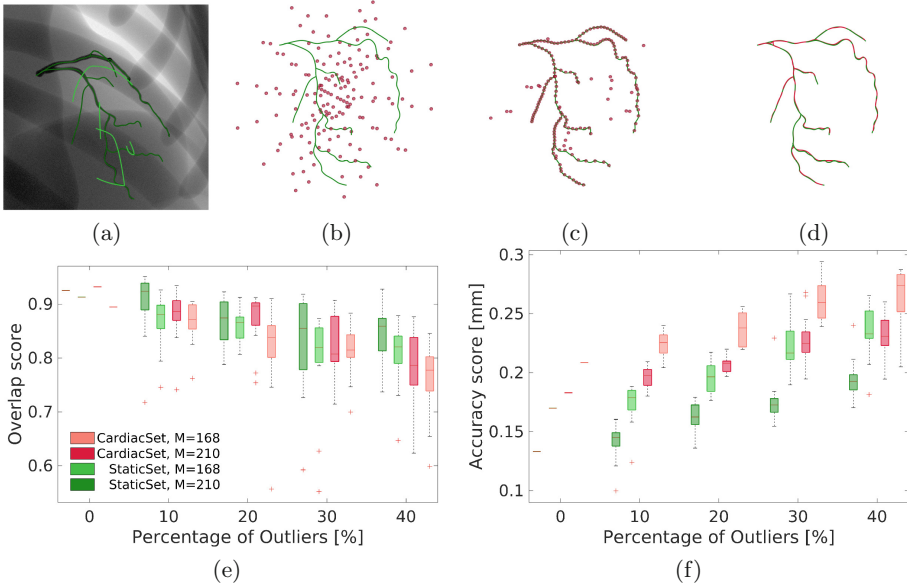 (a)
(b)
(c)
(d)
0.9
0.8
0.7
0.6
Overlap score
CardiacSet, M=168
CardiacSet, M=210
StaticSet, M=168
StaticSet, M=210
0
10
20
30
40
Percentage of Outliers [%]
(e)
0.3
0.25
0.2
0.15
0.1
Accuracy score [mm]
0
10
20
30
40
Percentage of Outliers [%]
(f)